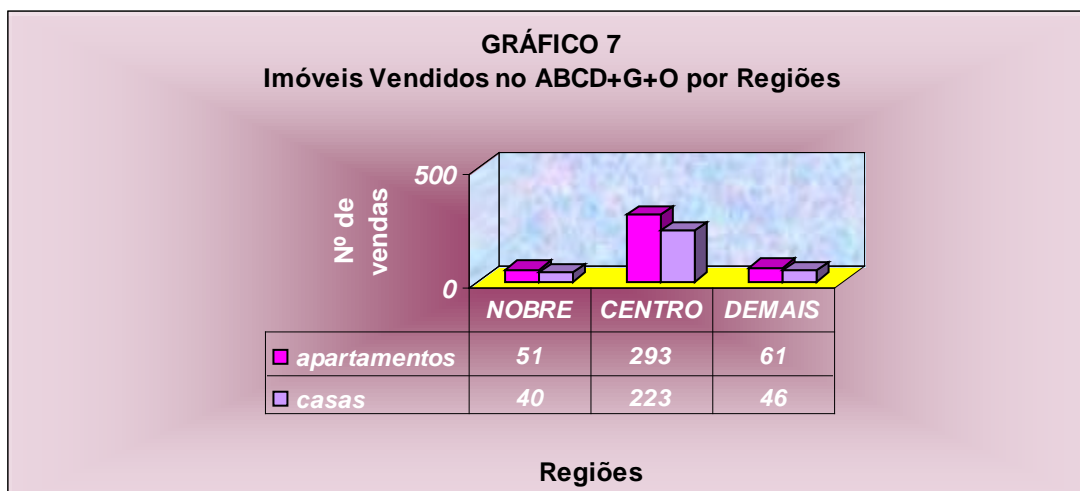 GRÁFICO 7
Imóveis Vendidos no ABCD+G+O por Regiões
500
Nº de
vendas
0
NOBRE CENTRO DEMAIS
apartamentos 51 293 61
casas 40 223 46
Regiões